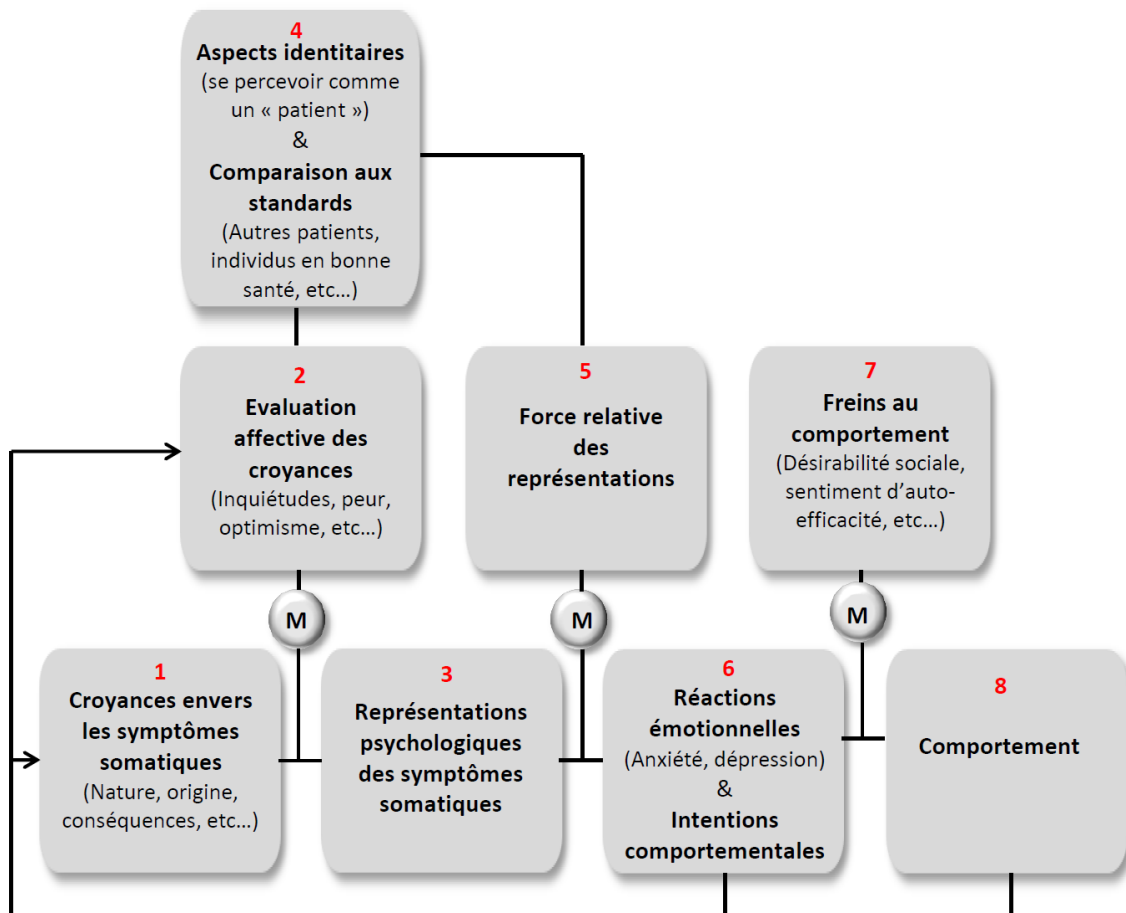 4
Aspects identitaires
(se percevoir comme
un « patient »)
&
Comparaison aux
standards
(Autres patients,
individus en bonne
santé, etc…)
2
Evaluation
affective des
croyances
(Inquiétudes, peur,
optimisme, etc…)
5
Force relative
des
représentations
7
Freins au
comportement
(Désirabilité sociale,
sentiment d'auto-
efficacité, etc…)
M
M
M
1
Croyances envers
les symptômes
somatiques
(Nature, origine,
conséquences, etc…)
3
Représentations
psychologiques
des symptômes
somatiques
6
Réactions
émotionnelles
(Anxiété, dépression)
&
Intentions
comportementales
8
Comportement